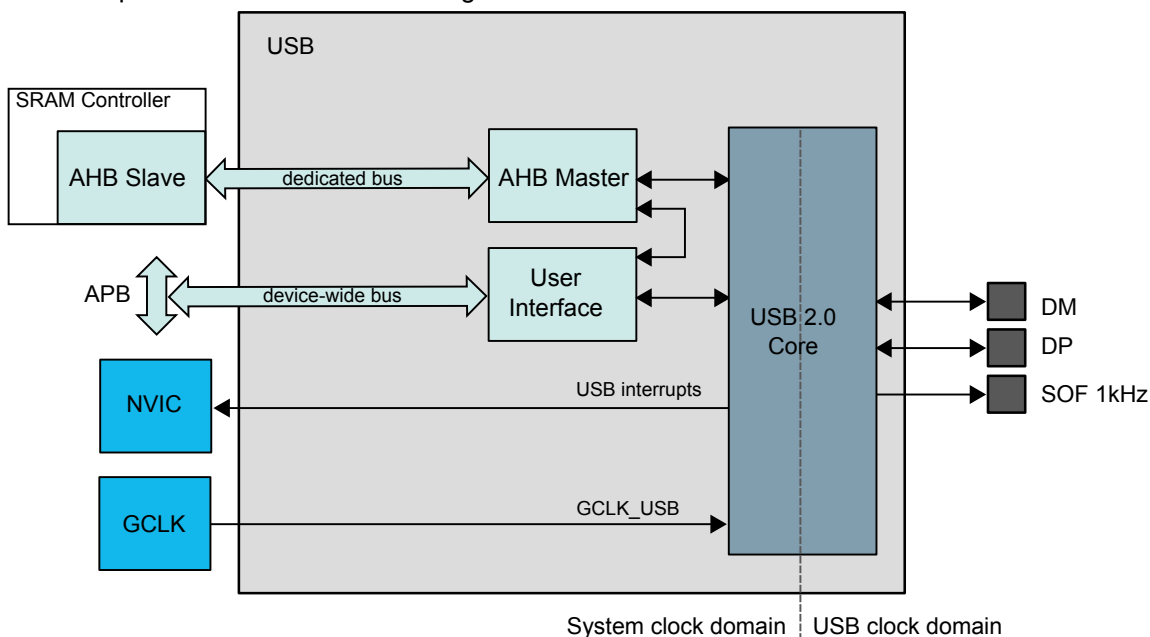 USB
SRAM Controller
AHB Slave
dedicated bus
AHB Master
APB
device-wide bus
User
Interface
USB 2.0
Core
DM
DP
SOF 1kHz
NVIC
USB interrupts
GCLK
GCLK_USB
System clock domain
USB clock domain